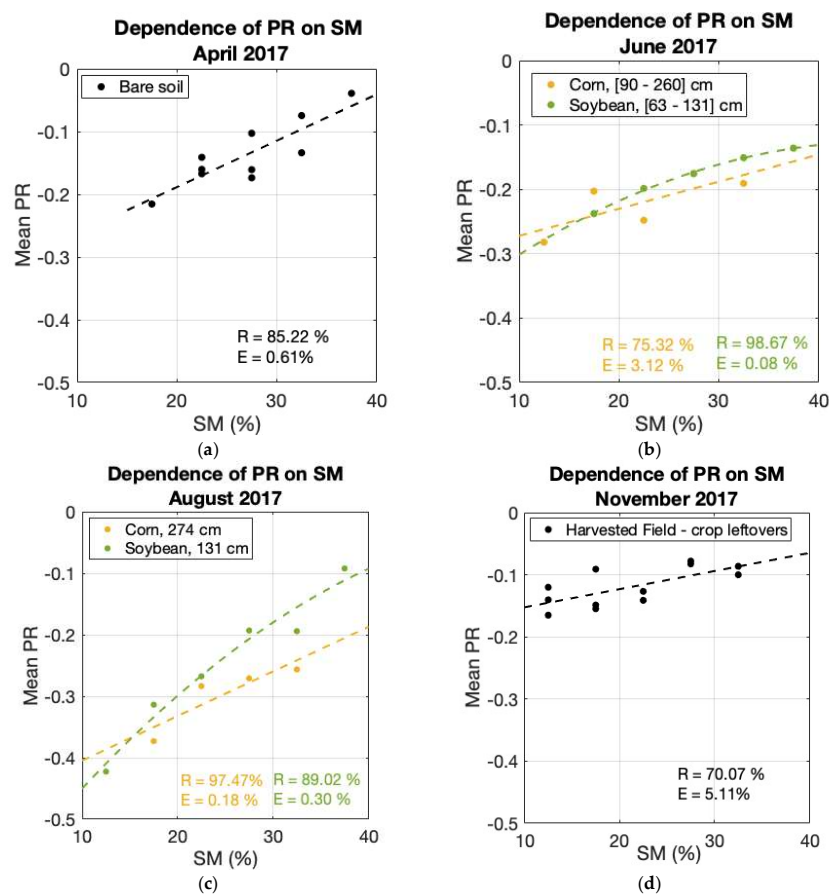 Dependence of PR on SM
April 2017
Bare soil
0
-0.1
-0.2
-0.3
-0.4
-0.5
Mean PR
R = 85.22 %
E = 0.61%
10
20
30
40
SM (%)
(a)
Dependence of PR on SM
June 2017
Corn, [90 - 260] cm
Soybean, [63 - 131] cm
0
-0.1
-0.2
-0.3
-0.4
-0.5
Mean PR
R = 75.32 %
E = 3.12 %
R = 98.67 %
E = 0.08 %
10
20
30
40
SM (%)
(b)
Dependence of PR on SM
August 2017
Corn, 274 cm
Soybean, 131 cm
0
-0.1
-0.2
-0.3
-0.4
-0.5
Mean PR
R = 97.47%
E = 0.18 %
R = 89.02 %
E = 0.30 %
10
20
30
40
SM (%)
(c)
Dependence of PR on SM
November 2017
Harvested Field - crop leftovers
0
-0.1
-0.2
-0.3
-0.4
-0.5
Mean PR
R = 70.07 %
E = 5.11%
10
20
30
40
SM (%)
(d)